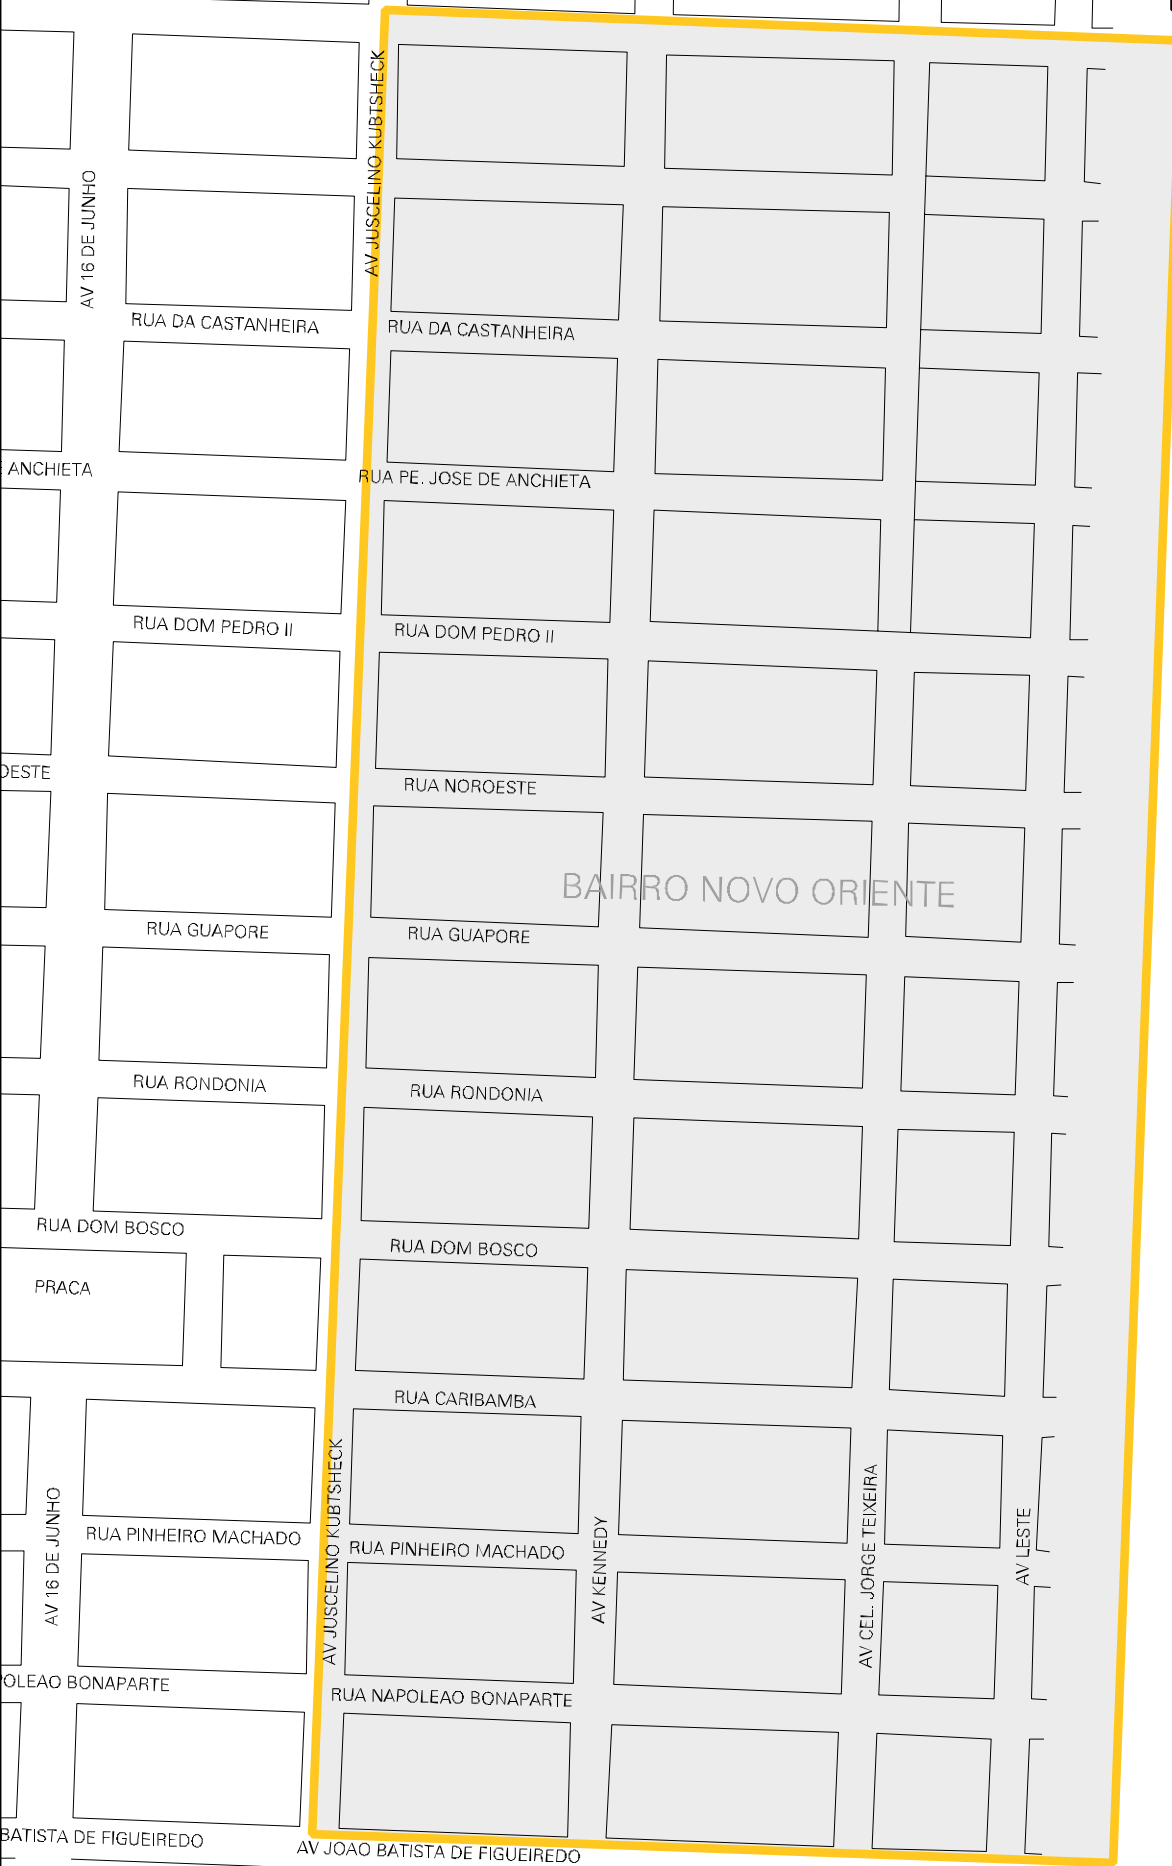 AV JUSCELINO KUBTSHECK
AV 16 DE JUNHO
RUA DA CASTANHEIRA
RUA DA CASTANHEIRA
ANCHIETA
RUA PE. JOSE DE ANCHIETA
RUA DOM PEDRO II
RUA DOM PEDRO II
OESTE
RUA NOROESTE
BAIRRO NOVO ORIENTE
RUA GUAPORE
RUA GUAPORE
RUA RONDONIA
RUA RONDONIA
RUA DOM BOSCO
RUA DOM BOSCO
PRACA
RUA CARIBAMBA
AV JUSCELINO KUBTSHECK
AV CEL. JORGE TEIXEIRA
AV 16 DE JUNHO
AV LESTE
AV KENNEDY
RUA PINHEIRO MACHADO
RUA PINHEIRO MACHADO
POLEAO BONAPARTE
RUA NAPOLEAO BONAPARTE
BATISTA DE FIGUEIREDO
AV JOAO BATISTA DE FIGUEIREDO